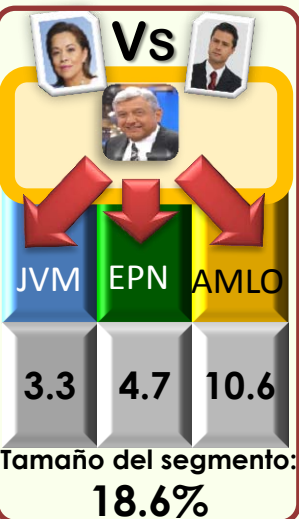 Vs
JVM EPN AMLO
3.3 4.7 10.6
Tamaño del segmento:
18.6%